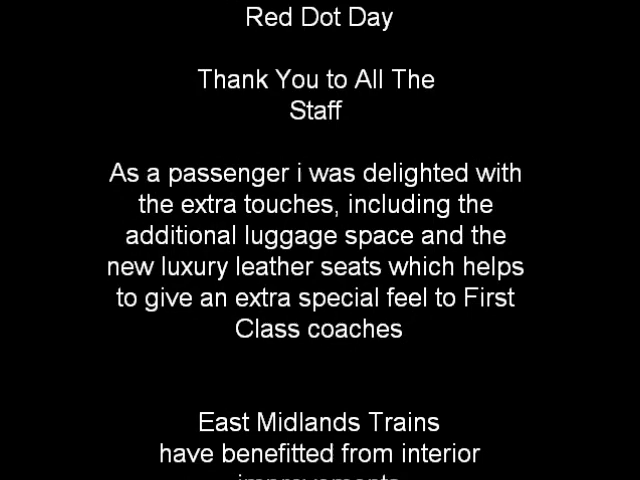 Red Dot Day
Thank You to All The
Staff
As a passenger i was delighted with
the extra touches, including the
additional luggage space and the
new luxury leather seats which helps
to give an extra special feel to First
Class coaches
East Midlands Trains
have benefitted from interior
improvements